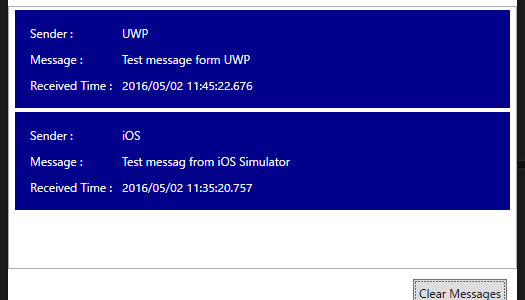 Sender : UWP
Message : Test message form UWP
Received Time : 2016/05/02 11:45:22.676
Sender : iOS
Message : Test messag from iOS Simulator
Received Time : 2016/05/02 11:35:20.757
Clear Messages